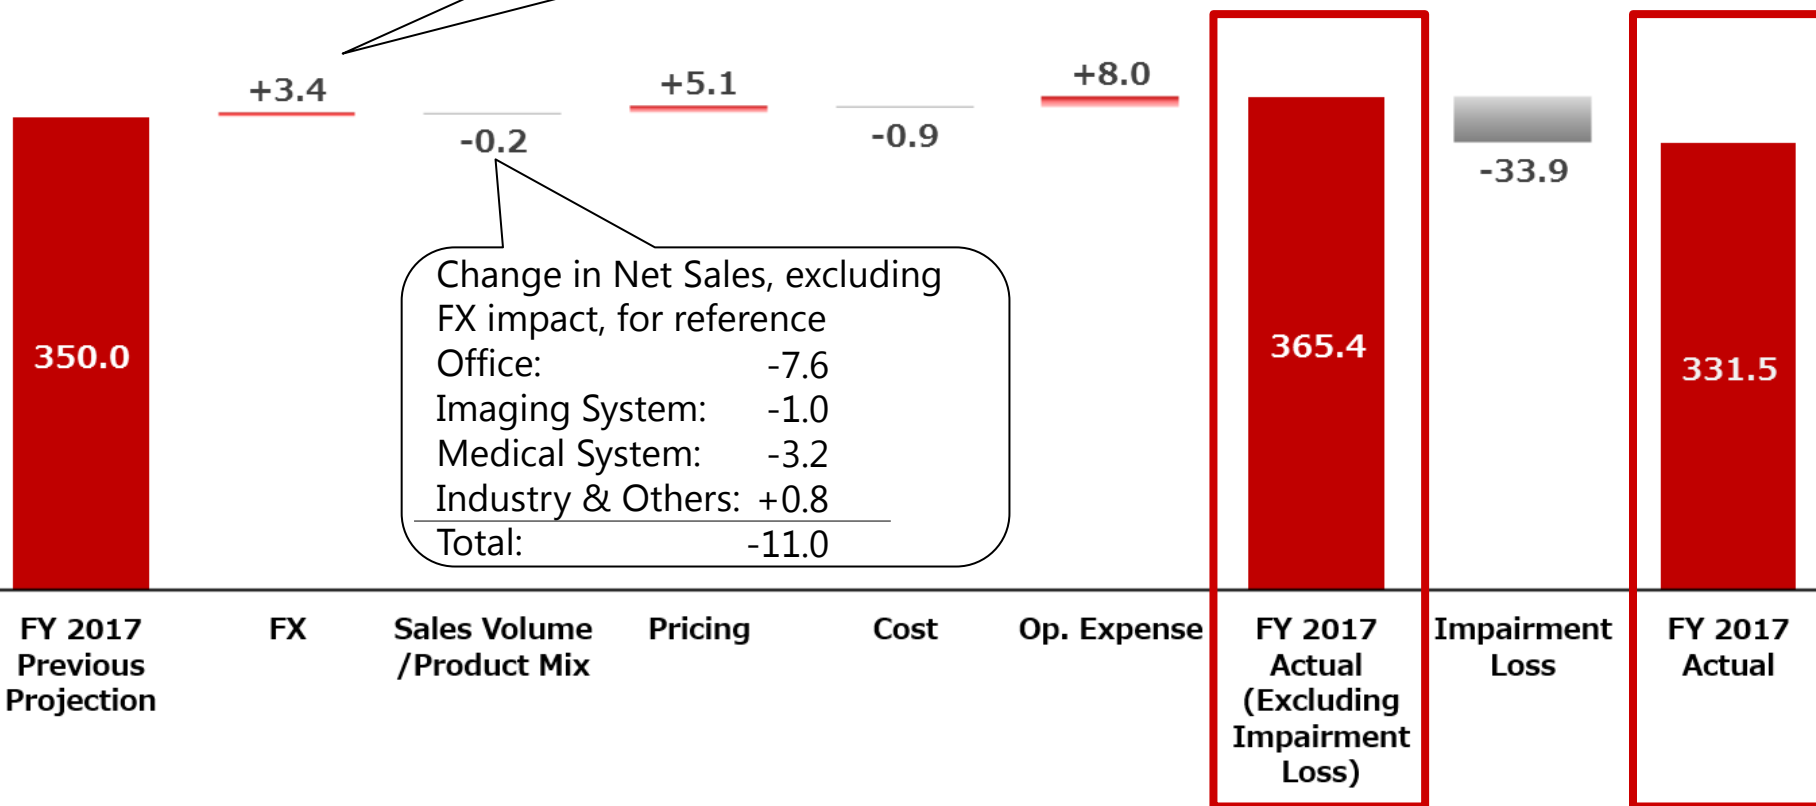 +3.4
-0.2
+5.1
-0.9
+8.0
-33.9
350.0
365.4
331.5
Change in Net Sales, excluding
FX impact, for reference
Office: -7.6
Imaging System: -1.0
Medical System: -3.2
Industry & Others: +0.8
Total: -11.0
FY 2017
Previous
Projection
FX
Sales Volume
/Product Mix
Pricing
Cost
Op. Expense
FY 2017
Actual
(Excluding
Impairment
Loss)
Impairment
Loss
FY 2017
Actual